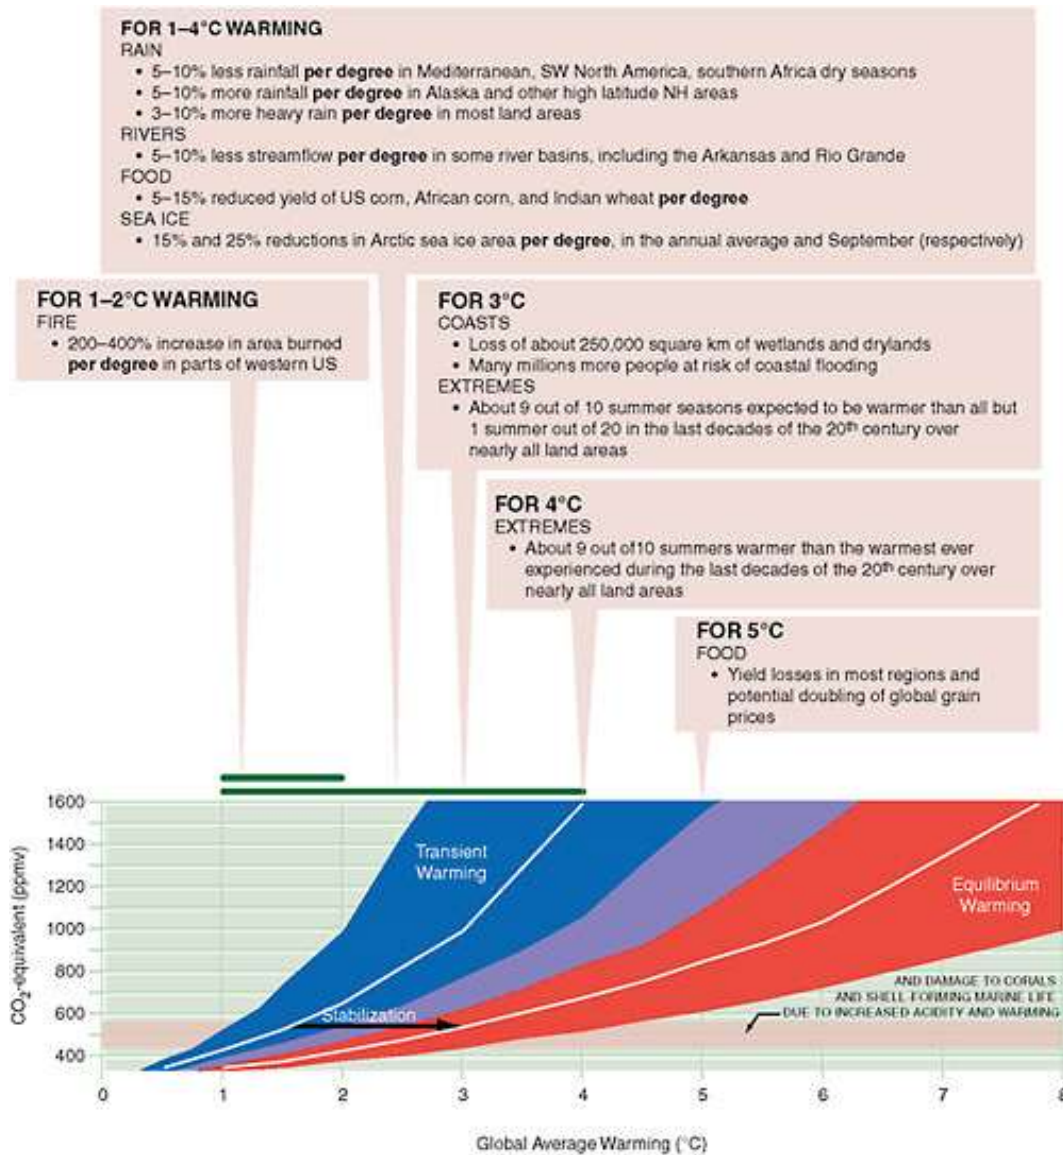 FOR 1–4°C WARMING
RAIN
• 5–10% less rainfall per degree in Mediterranean, SW North America, southern Africa dry seasons
• 5–10% more rainfall per degree in Alaska and other high latitude NH areas
• 3–10% more heavy rain per degree in most land areas
RIVERS
• 5–10% less streamflow per degree in some river basins, including the Arkansas and Rio Grande
FOOD
• 5–15% reduced yield of US corn, African corn, and Indian wheat per degree
SEA ICE
• 15% and 25% reductions in Arctic sea ice area per degree, in the annual average and September (respectively)
FOR 1–2°C WARMING
FIRE
• 200–400% increase in area burned
per degree in parts of western US
FOR 3°C
COASTS
• Loss of about 250,000 square km of wetlands and drylands
• Many millions more people at risk of coastal flooding
EXTREMES
• About 9 out of 10 summer seasons expected to be warmer than all but
1 summer out of 20 in the last decades of the 20th century over
nearly all land areas
FOR 4°C
EXTREMES
• About 9 out of10 summers warmer than the warmest ever
experienced during the last decades of the 20th century over
nearly all land areas
FOR 5°C
FOOD
• Yield losses in most regions and
potential doubling of global grain
prices
CO2-equivalent (ppmv)
1600
1400
1200
1000
800
600
400
Transient
Warming
Equilibrium
Warming
Stabilization
AND DAMAGE TO CORALS
AND SHELL-FORMING MARINE LIFE
DUE TO INCREASED ACIDITY AND WARMING
0 1 2 3 4 5 6 7 8
Global Average Warming (°C)